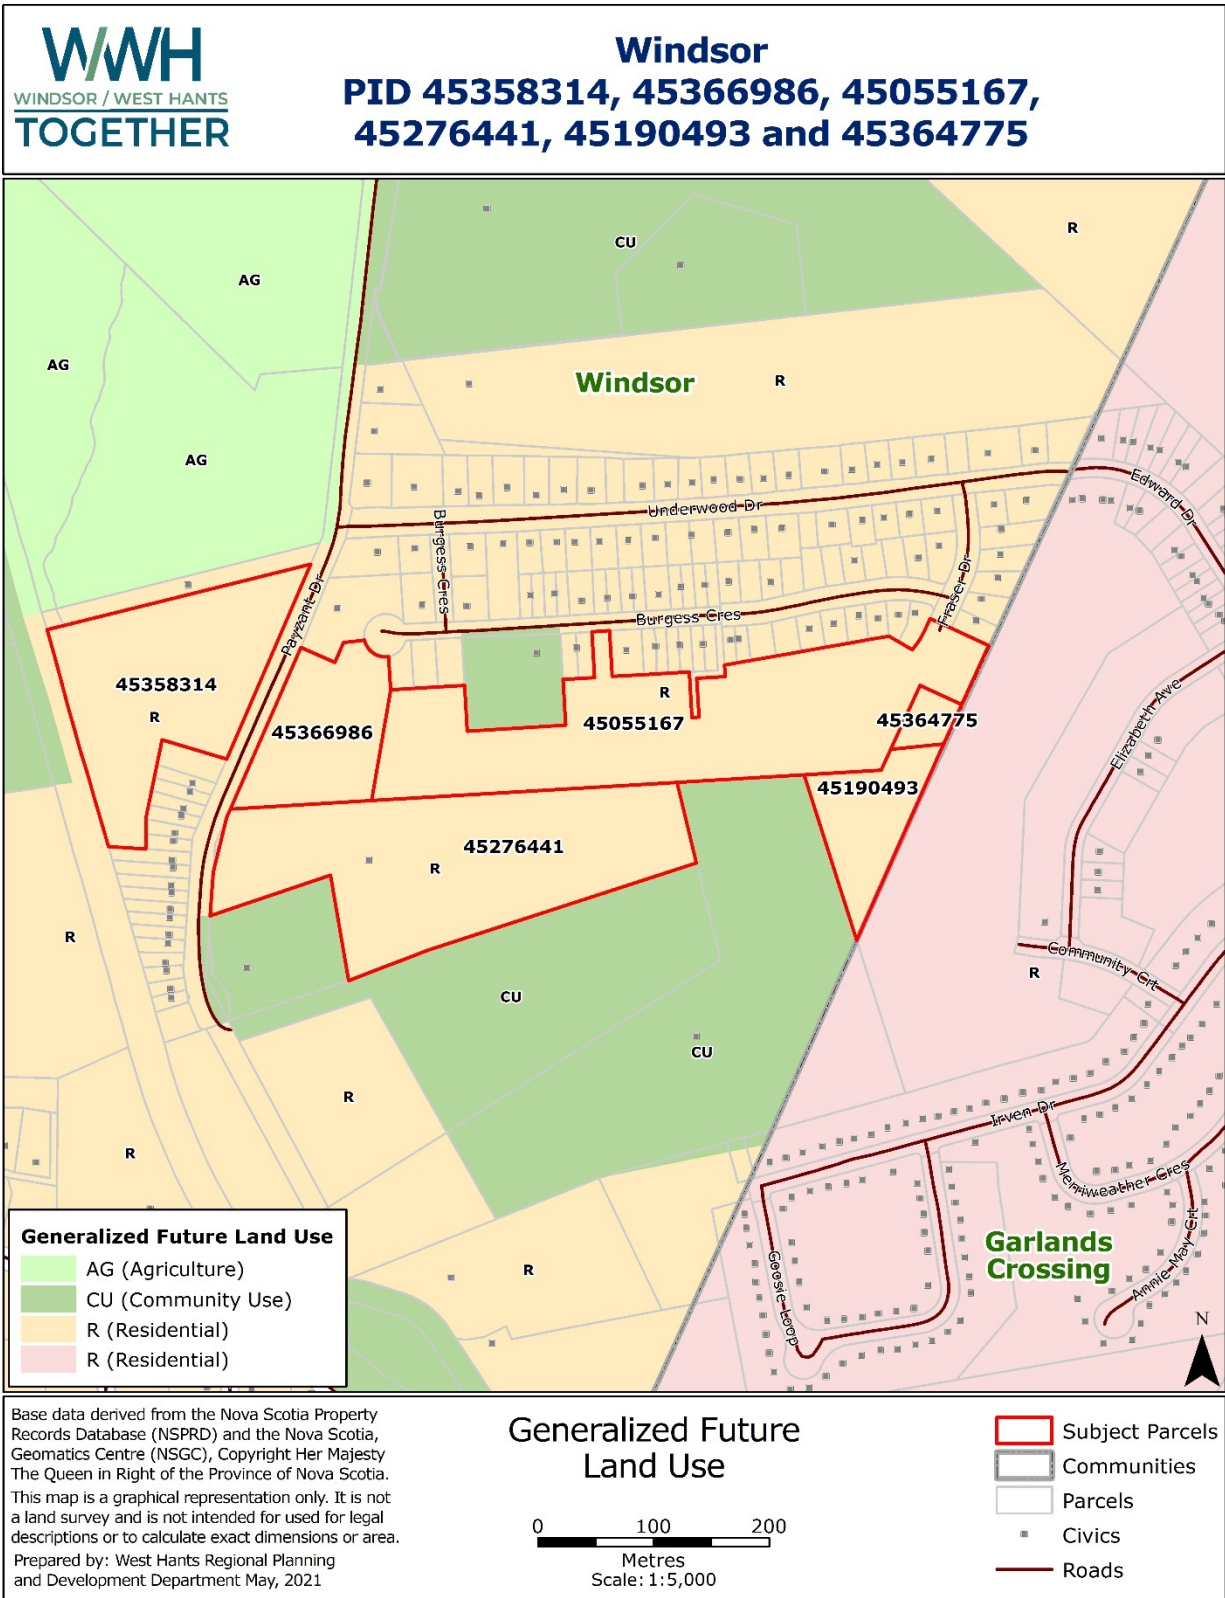 WWH
WINDSOR / WEST HANTS
TOGETHER
Windsor
PID 45358314, 45366986, 45055167,
45276441, 45190493 and 45364775
CU
R
AG
AG
Windsor
R
AG
Edward Dr
Underwood Dr
Burgess Cres
Fraser Dr
Burgess Cres
Payzant Dr
45358314
R
R
45055167
45364775
45366986
Elizabeth Ave
45190493
45276441
R
R
Community Crt
R
CU
CU
R
Irven Dr
R
Merriweather Cres
Garlands
Crossing
Annie May Crt
Goosie Loop
R
N
Generalized Future Land Use
AG (Agriculture)
CU (Community Use)
R (Residential)
R (Residential)
Base data derived from the Nova Scotia Property
Records Database (NSPRD) and the Nova Scotia,
Geomatics Centre (NSGC), Copyright Her Majesty
The Queen in Right of the Province of Nova Scotia.
This map is a graphical representation only. It is not
a land survey and is not intended for used for legal
descriptions or to calculate exact dimensions or area.
Prepared by: West Hants Regional Planning
and Development Department May, 2021
Generalized Future
Land Use
0 100 200
Metres
Scale: 1:5,000
Subject Parcels
Communities
Parcels
Civics
Roads